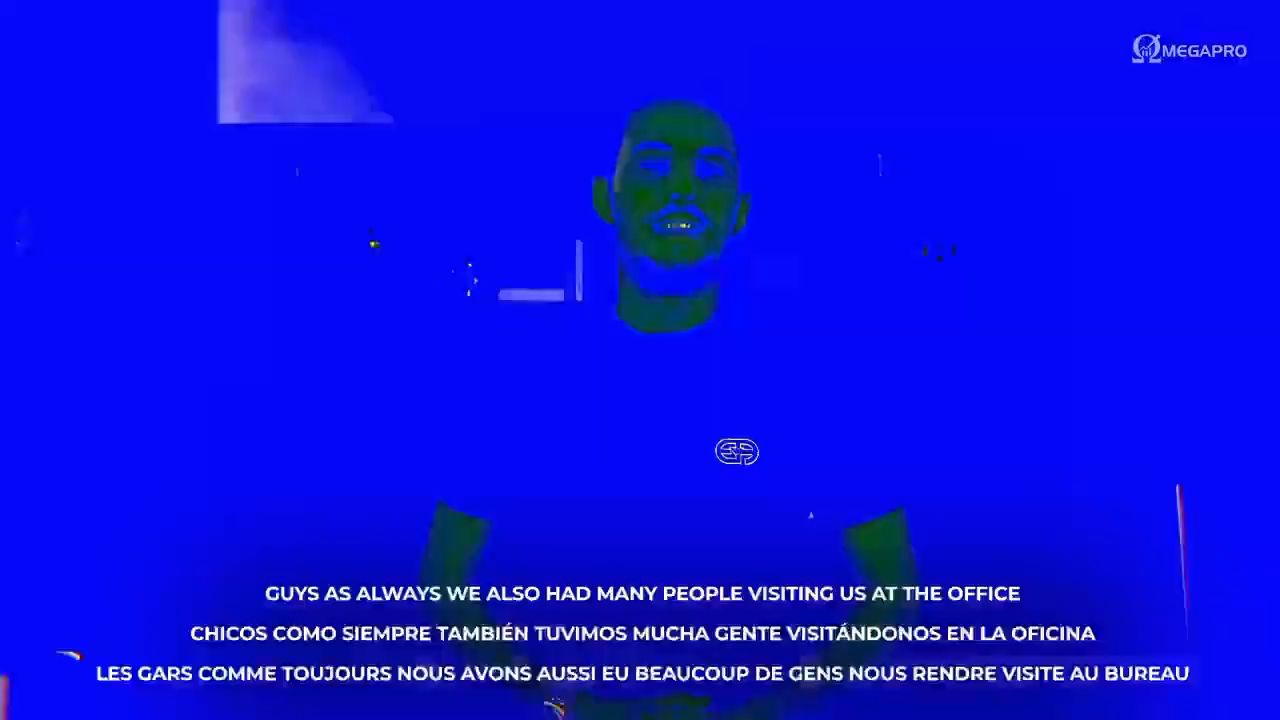 ΩMEGAPRO
GUYS AS ALWAYS WE ALSO HAD MANY PEOPLE VISITING US AT THE OFFICE
CHICOS COMO SIEMPRE TAMBIÉN TUVIMOS MUCHA GENTE VISITÁNDONOS EN LA OFICINA
LES GARS COMME TOUJOURS NOUS AVONS AUSSI EU BEAUCOUP DE GENS NOUS RENDRE VISITE AU BUREAU